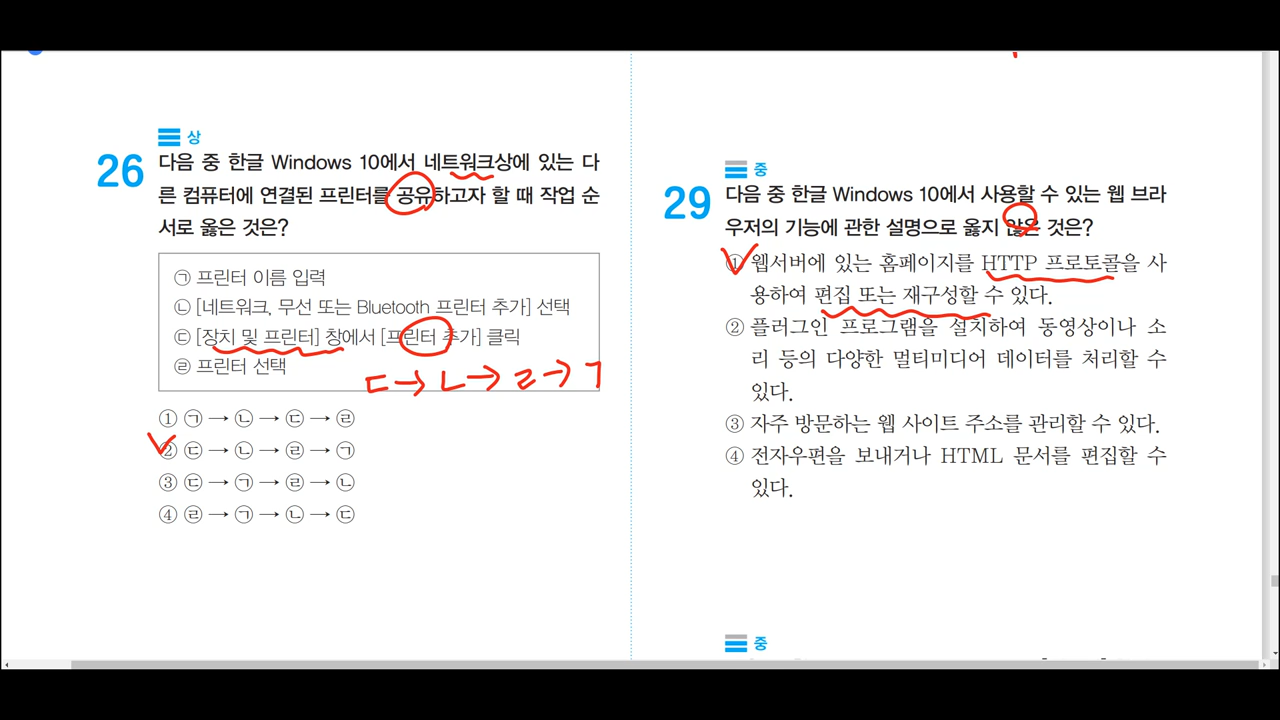 상
26 다음 중 한글 Windows 10에서 네트워크상에 있는 다
른 컴퓨터에 연결된 프린터를 공유하고자 할 때 작업 순
서로 옳은 것은?
㉠ 프린터 이름 입력
㉡ [네트워크, 무선 또는 Bluetooth 프린터 추가] 선택
㉢ [장치 및 프린터] 창에서 [프린터 추가] 클릭
㉣ 프린터 선택
ㄷ→ㄴ→ㄹ→ㄱ
① ㉠ → ㉡ → ㉢ → ㉣
② ㉢ → ㉡ → ㉣ → ㉠
③ ㉢ → ㉠ → ㉣ → ㉡
④ ㉣ → ㉠ → ㉡ → ㉢
중
29 다음 중 한글 Windows 10에서 사용할 수 있는 웹 브라
우저의 기능에 관한 설명으로 옳지 않은 것은?
① 웹서버에 있는 홈페이지를 HTTP 프로토콜을 사
용하여 편집 또는 재구성할 수 있다.
② 플러그인 프로그램을 설치하여 동영상이나 소
리 등의 다양한 멀티미디어 데이터를 처리할 수
있다.
③ 자주 방문하는 웹 사이트 주소를 관리할 수 있다.
④ 전자우편을 보내거나 HTML 문서를 편집할 수
있다.
중